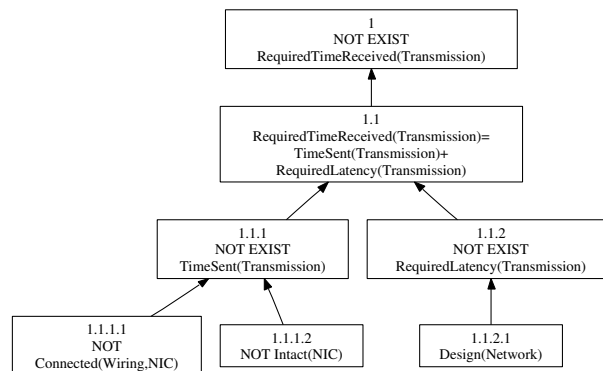 1
NOT EXIST
RequiredTimeReceived(Transmission)
1.1
RequiredTimeReceived(Transmission)=
TimeSent(Transmission)+
RequiredLatency(Transmission)
1.1.1
NOT EXIST
TimeSent(Transmission)
1.1.2
NOT EXIST
RequiredLatency(Transmission)
1.1.1.1
NOT
Connected(Wiring,NIC)
1.1.1.2
NOT Intact(NIC)
1.1.2.1
Design(Network)